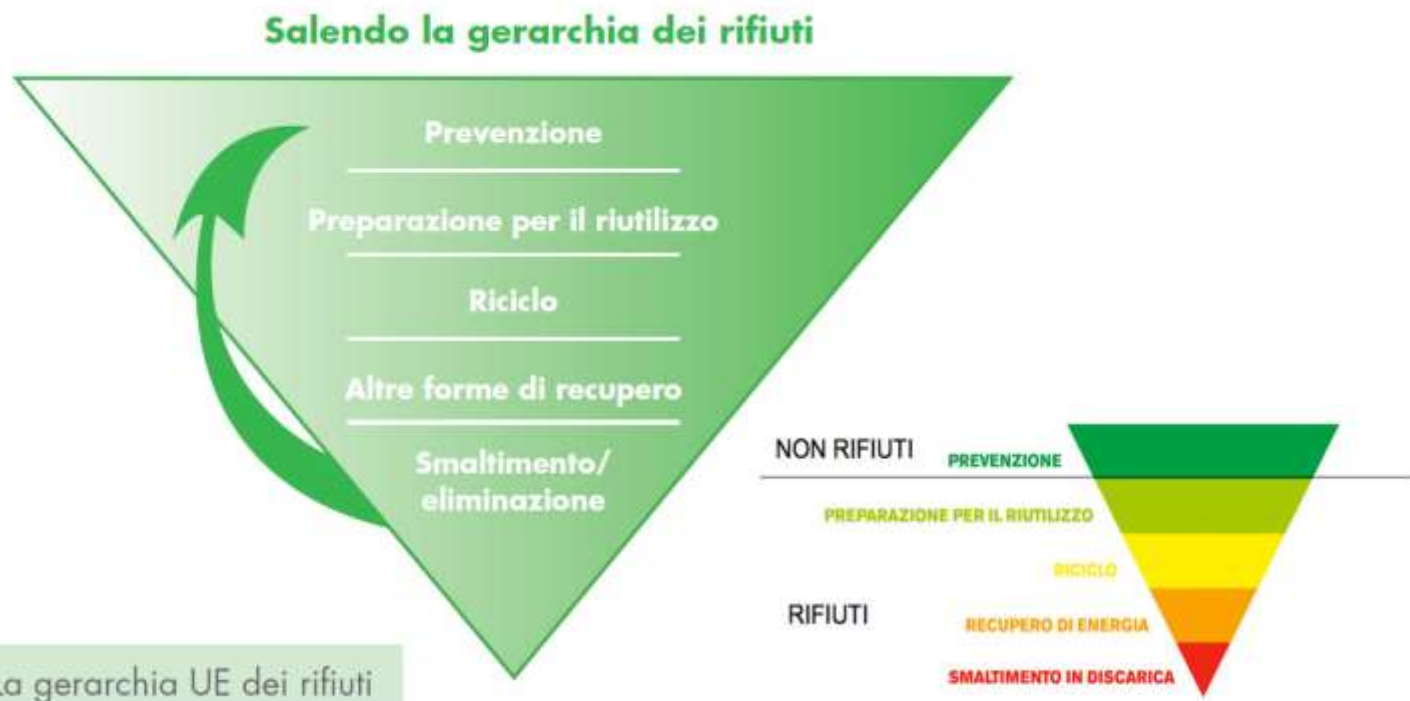 Salendo la gerarchia dei rifiuti
Prevenzione
Preparazione per il riutilizzo
Riciclo
Altre forme di recupero
Smaltimento/
eliminazione
NON RIFIUTI
PREVENZIONE
PREPARAZIONE PER IL RIUTILIZZO
RICICLO
RIFIUTI
RECUPERO DI ENERGIA
SMALTIMENTO IN DISCARICA
La gerarchia UE dei rifiuti